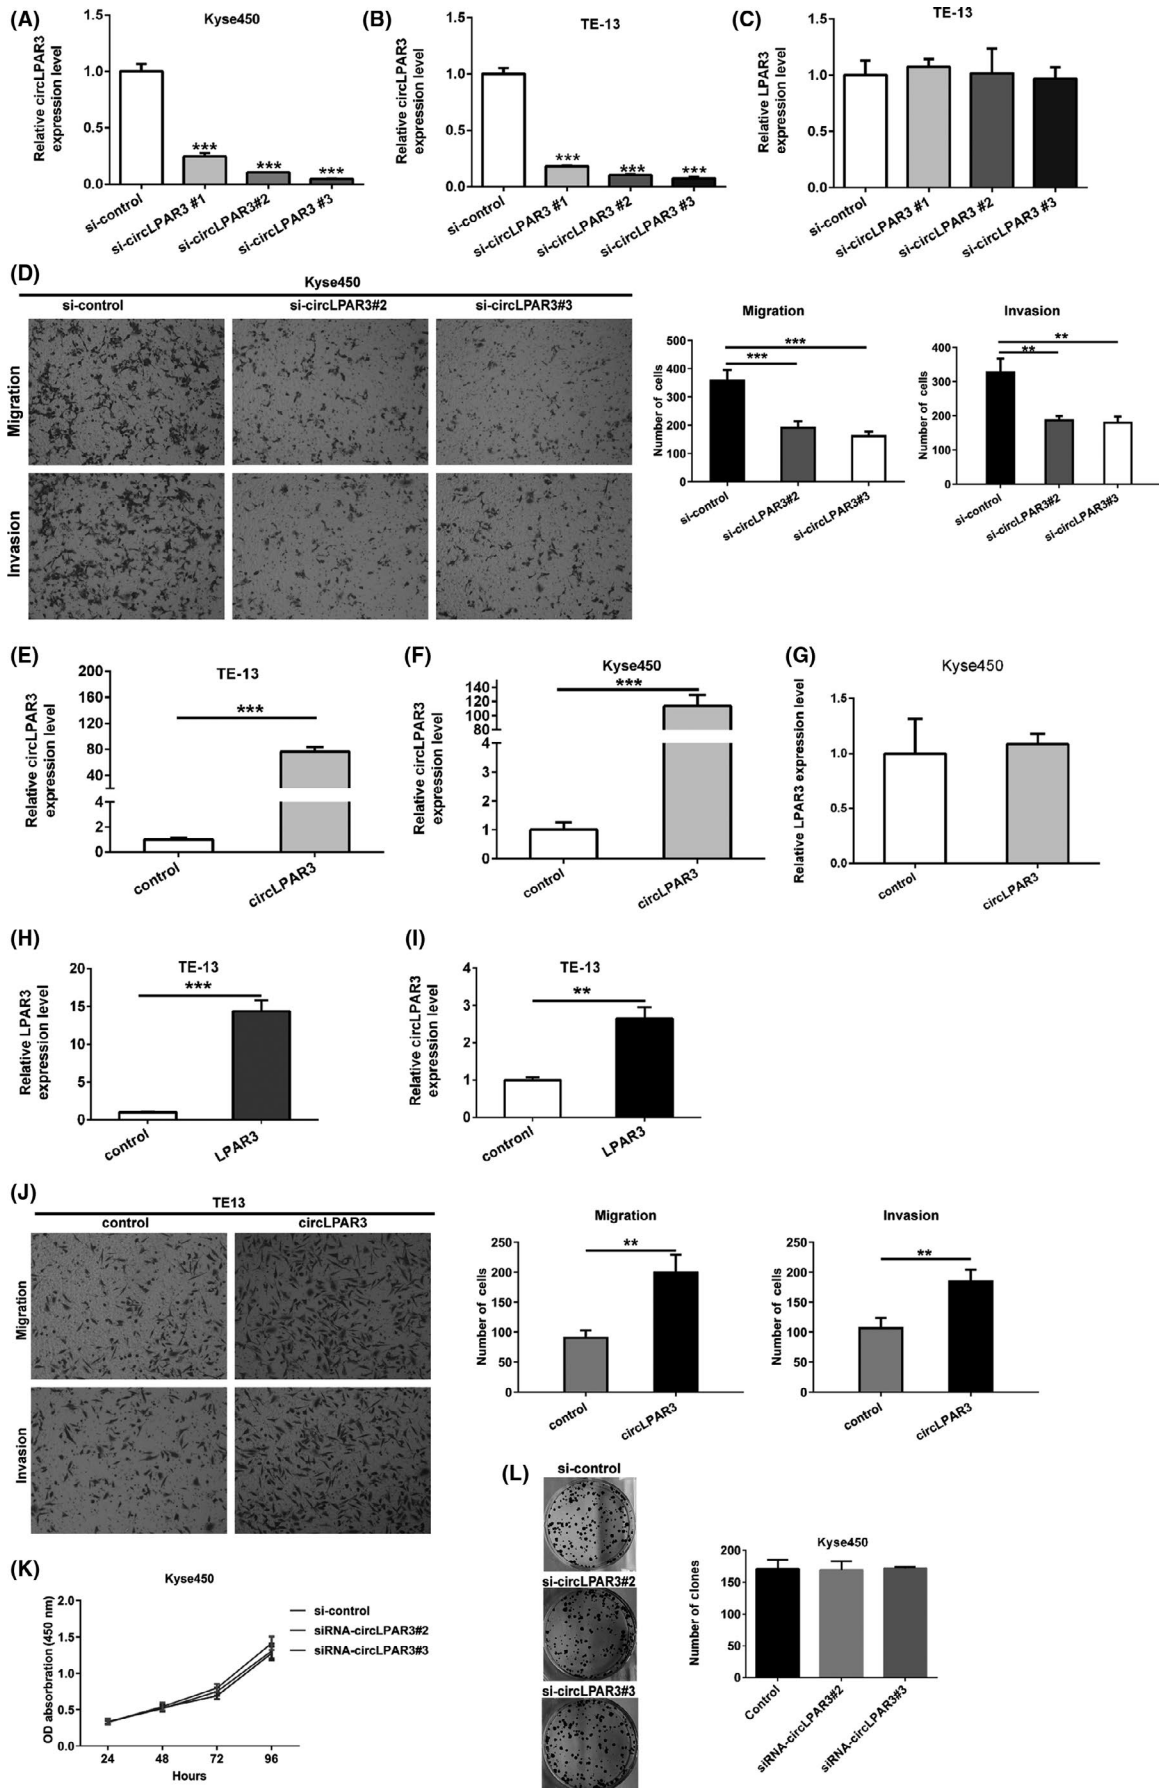 (A)
Kyse450
Relative circLPAR3
expression level
1.5
1.0
0.5
0.0
***
***
***
si-control
si-circLPAR3 #1
si-circLPAR3#2
si-circLPAR3 #3
(B)
TE-13
Relative circLPAR3
expression level
1.5
1.0
0.5
0.0
***
***
***
si-control
si-circLPAR3 #1
si-circLPAR3 #2
si-circLPAR3 #3
(C)
TE-13
Relative LPAR3
expression level
1.5
1.0
0.5
0.0
si-control
si-circLPAR3 #1
si-circLPAR3 #2
si-circLPAR3 #3
(D)
Kyse450
si-control
si-circLPAR3#2
si-circLPAR3#3
Migration
Invasion
Migration
Number of cells
500
400
300
200
100
0
***
***
si-control
si-circLPAR3#2
si-circLPAR3#3
Invasion
Number of cells
400
300
200
100
0
**
**
si-control
si-circLPAR3#2
si-circLPAR3#3
(E)
TE-13
Relative circLPAR3
expression level
200
160
120
80
40
4
2
0
***
control
circLPAR3
(F)
Kyse450
Relative circLPAR3
expression level
140
120
100
80
4
3
2
1
0
***
control
circLPAR3
(G)
Kyse450
Relative LPAR3 expression level
1.5
1.0
0.5
0.0
control
circLPAR3
(H)
TE-13
Relative LPAR3
expression level
20
15
10
5
0
***
control
LPAR3
(I)
TE-13
Relative circLPAR3
expression level
4
3
2
1
0
**
contronl
LPAR3
(J)
TE13
control
circLPAR3
Migration
Invasion
Migration
Number of cells
250
200
150
100
50
0
**
control
circLPAR3
Invasion
Number of cells
250
200
150
100
50
0
**
control
circLPAR3
(K)
Kyse450
OD absorbration (450 nm)
2.0
1.5
1.0
0.5
0.0
24
48
72
96
Hours
si-control
siRNA-circLPAR3#2
siRNA-circLPAR3#3
(L)
si-control
si-circLPAR3#2
si-circLPAR3#3
Kyse450
Number of clones
200
150
100
50
0
Control
siRNA-circLPAR3#2
siRNA-circLPAR3#3